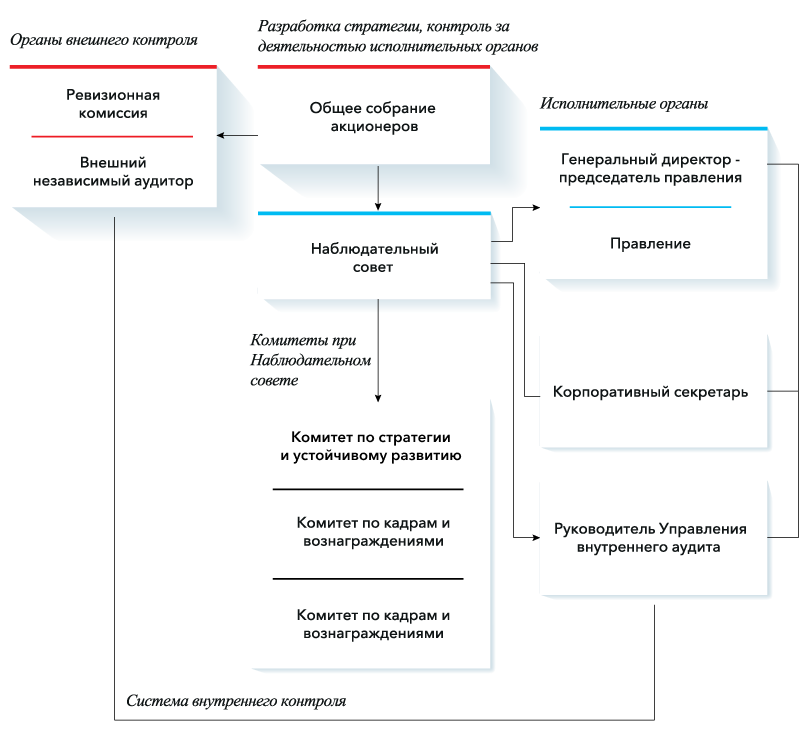 Органы внешнего контроля
Ревизионная
комиссия
Внешний
независимый аудитор
Разработка стратегии, контроль за
деятельностью исполнительных органов
Общее собрание
акционеров
Наблюдательный
совет
Исполнительные органы
Генеральный директор -
председатель правления
Правление
Комитеты при
Наблюдательном
совете
Комитет по стратегии
и устойчивому развитию
Комитет по кадрам и
вознаграждениями
Комитет по кадрам и
вознаграждениями
Корпоративный секретарь
Руководитель Управления
внутреннего аудита
Система внутреннего контроля